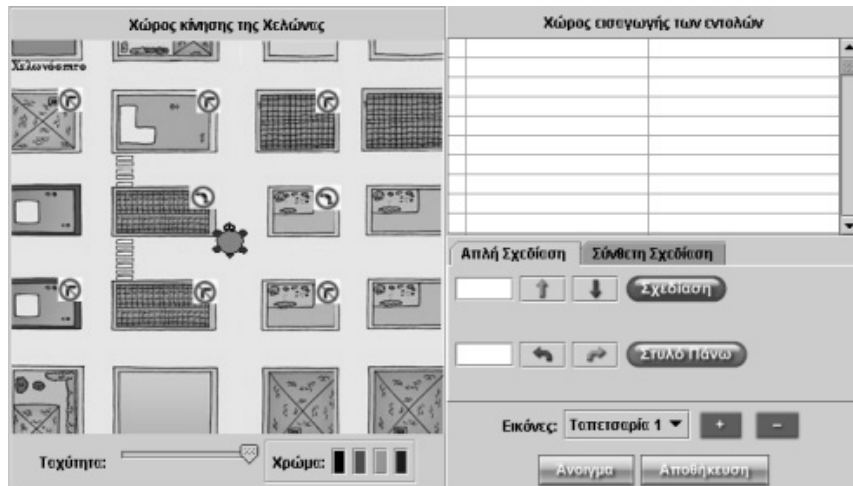 Χώρος κίνησης της Χελώνας
Χώρος εισαγωγής των εντολών
Χελωνόσπιτο
Απλή Σχεδίαση
Σύνθετη Σχεδίαση
Σχεδίαση
Στυλό Πάνω
Εικόνες:
Ταπετσαρία 1
+
-
Ταχύτητα:
Χρώμα:
Άνοιγμα
Αποθήκευση